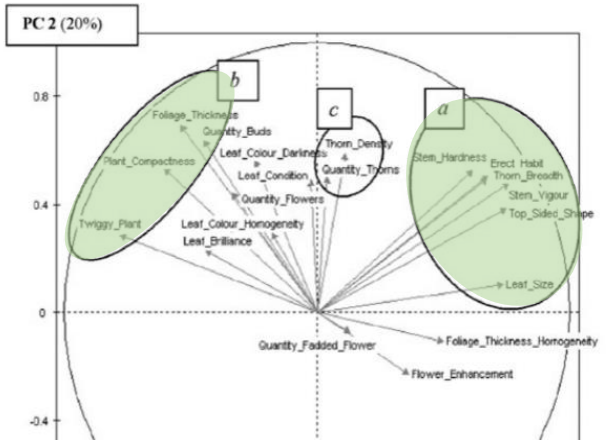 PC 2 (20%)
b
c
a
0.8
Foliage_Thickness
Quantity_Buds
Thorn_Density
Leaf_Colour_Darkness
Stem_Hardness
Erect_Habit
Plant_Compactness
Quantity_Thorns
Leaf_Condition
Thorn_Breadth
Stem_Vigour
Quantity_Flowers
0.4
Top_Sided_Shape
Twiggy_Plant
Leaf_Colour_Homogeneity
Leaf_Brilliance
Leaf_Size
0
Quantity_Fadded_Flower
Foliage_Thickness_Homogeneity
Flower_Enhancement
-0.4